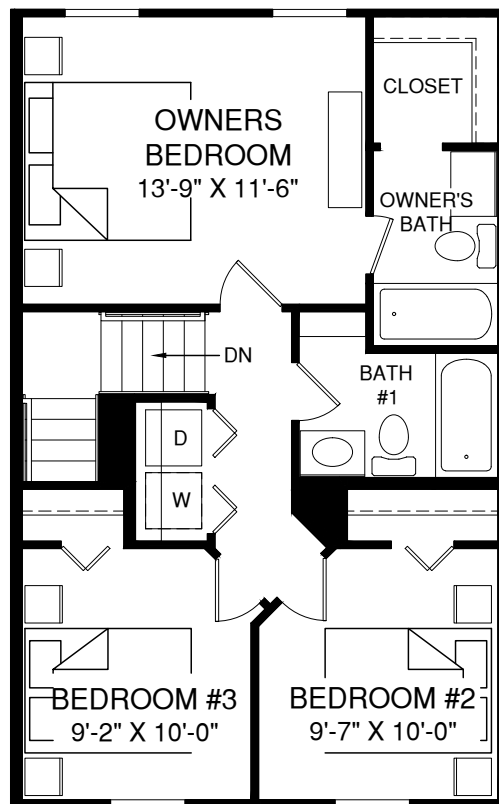 OWNERS
BEDROOM
13'-9" X 11'-6"
CLOSET
OWNER'S
BATH
DN
BATH
#1
D
W
BEDROOM #3
9'-2" X 10'-0"
BEDROOM #2
9'-7" X 10'-0"